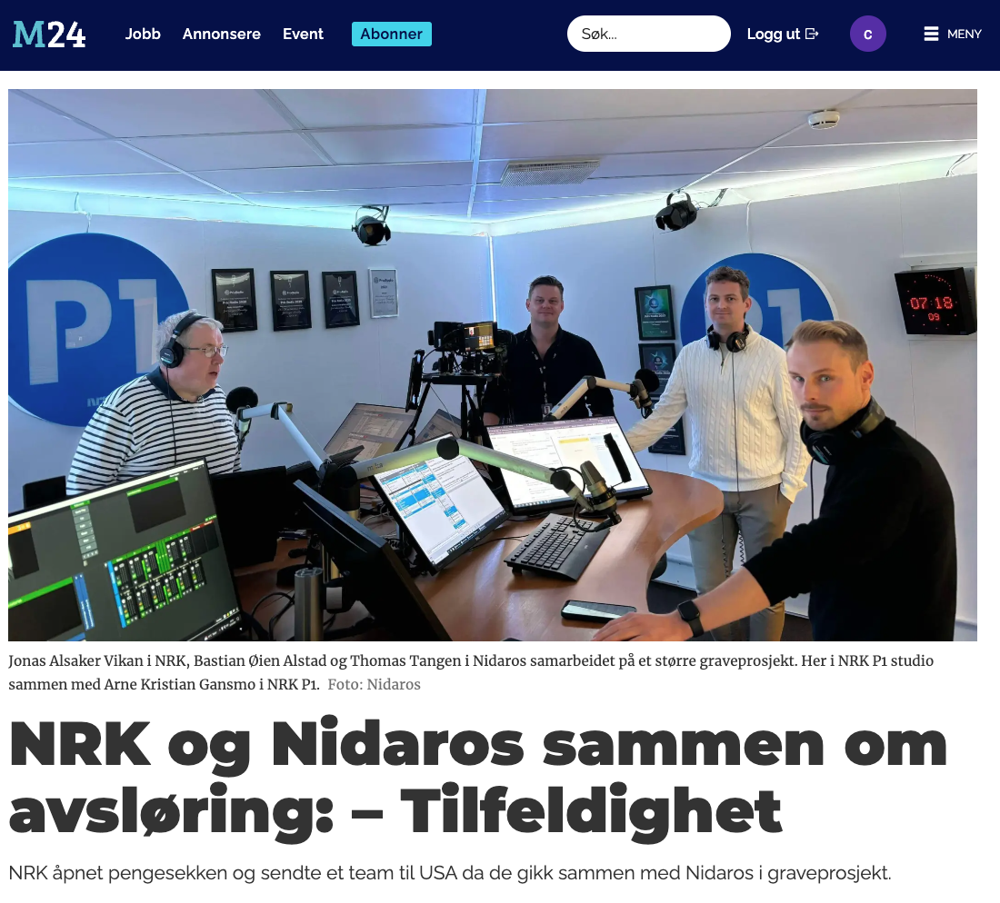 M24
Jobb Annonsere Event Abonner
Søk... Logg ut C MENY
P1
P1
07 18
09
Jonas Alsaker Vikan i NRK, Bastian Øien Alstad og Thomas Tangen i Nidaros samarbeidet på et større graveprosjekt. Her i NRK P1 studio
sammen med Arne Kristian Gansmo i NRK P1. Foto: Nidaros
NRK og Nidaros sammen om
avsløring: – Tilfeldighet
NRK åpnet pengesekken og sendte et team til USA da de gikk sammen med Nidaros i graveprosjekt.